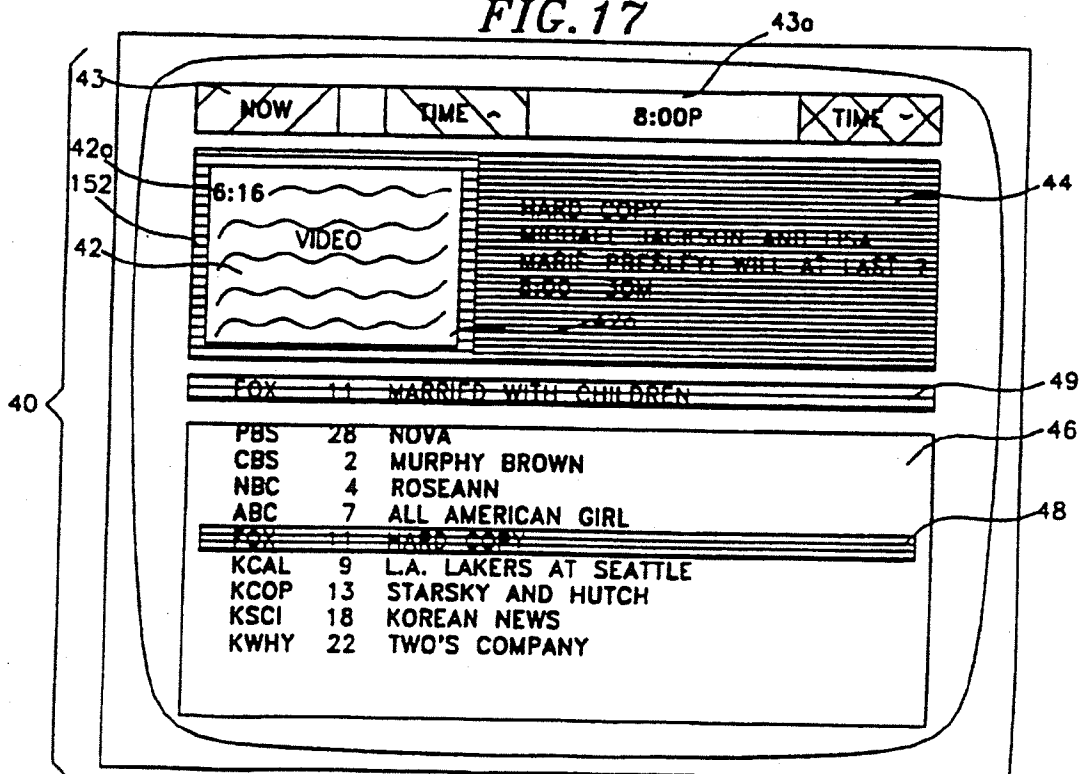 FIG. 17
43a
43
NOW TIME 8:00P TIME
42a
6:16
152
44
HARD COPY
VIDEO
MICHAEL JACKSON AND LISA
42
MARIE PRESLEY! WILL AT LAST ?
8:00 30M
40
FOX 11 MARRIED WITH CHILDREN
49
46
PBS 28 NOVA
CBS 2 MURPHY BROWN
NBC 4 ROSEANN
ABC 7 ALL AMERICAN GIRL
48
FOX 11 HARD COPY
KCAL 9 L.A. LAKERS AT SEATTLE
KCOP 13 STARSKY AND HUTCH
KSCI 18 KOREAN NEWS
KWHY 22 TWO'S COMPANY